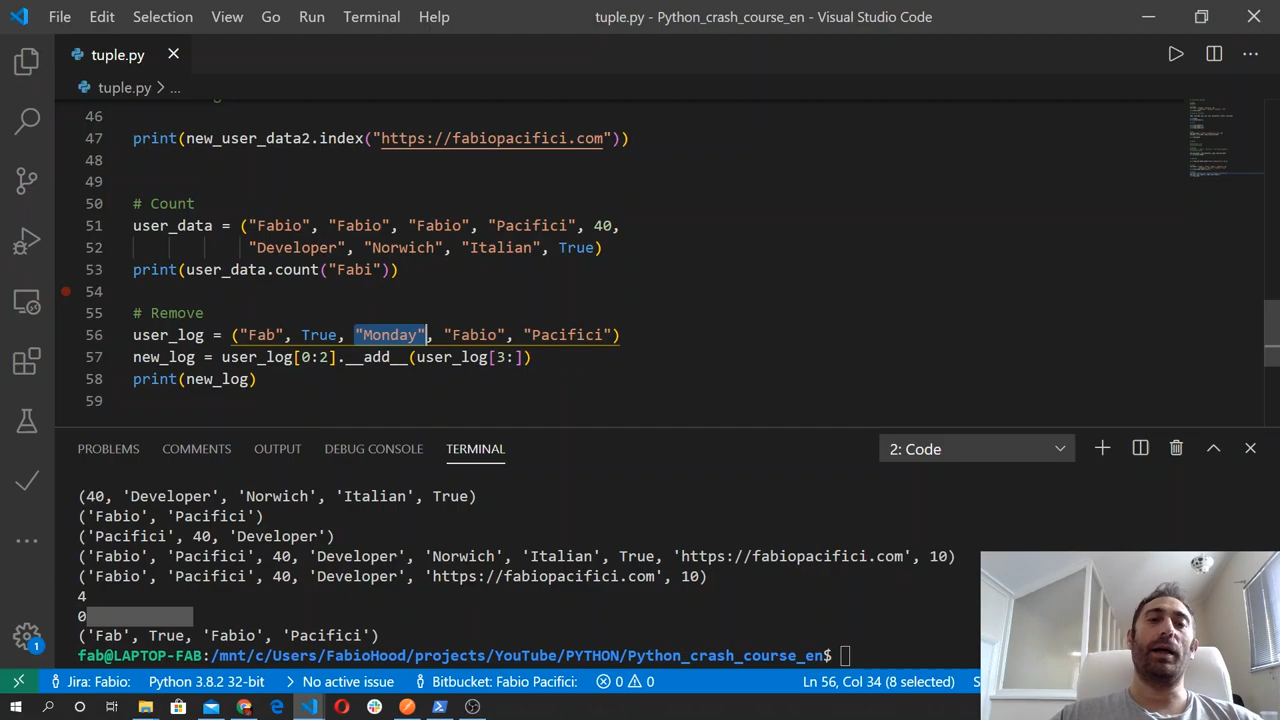 File Edit Selection View Go Run Terminal Help tuple.py - Python_crash_course_en - Visual Studio Code
tuple.py
tuple.py > ...
46
47 print(new_user_data2.index("https://fabiopacifici.com"))
48
49
50 # Count
51 user_data = ("Fabio", "Fabio", "Fabio", "Pacifici", 40,
52 "Developer", "Norwich", "Italian", True)
53 print(user_data.count("Fabi"))
54
55 # Remove
56 user_log = ("Fab", True, "Monday", "Fabio", "Pacifici")
57 new_log = user_log[0:2].__add__(user_log[3:])
58 print(new_log)
59
PROBLEMS COMMENTS OUTPUT DEBUG CONSOLE TERMINAL 2: Code
(40, 'Developer', 'Norwich', 'Italian', True)
('Fabio', 'Pacifici')
('Pacifici', 40, 'Developer')
('Fabio', 'Pacifici', 40, 'Developer', 'Norwich', 'Italian', True, 'https://fabiopacifici.com', 10)
('Fabio', 'Pacifici', 40, 'Developer', 'https://fabiopacifici.com', 10)
4
0
('Fab', True, 'Fabio', 'Pacifici')
fab@LAPTOP-FAB:/mnt/c/Users/FabioHood/projects/YouTube/PYTHON/Python_crash_course_en$
1
Jira: Fabio: Python 3.8.2 32-bit No active issue Bitbucket: Fabio Pacifici: 0 0 Ln 56, Col 34 (8 selected)